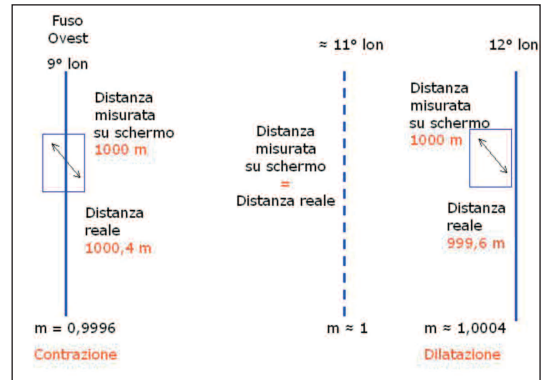 Fuso
Ovest
9° lon
≈ 11° lon
12° lon
Distanza
misurata
su schermo
1000 m
Distanza
reale
1000,4 m
Distanza
misurata
su schermo
=
Distanza reale
Distanza
misurata
su schermo
1000 m
Distanza
reale
999,6 m
m = 0,9996
Contrazione
m ≈ 1
m ≈ 1,0004
Dilatazione